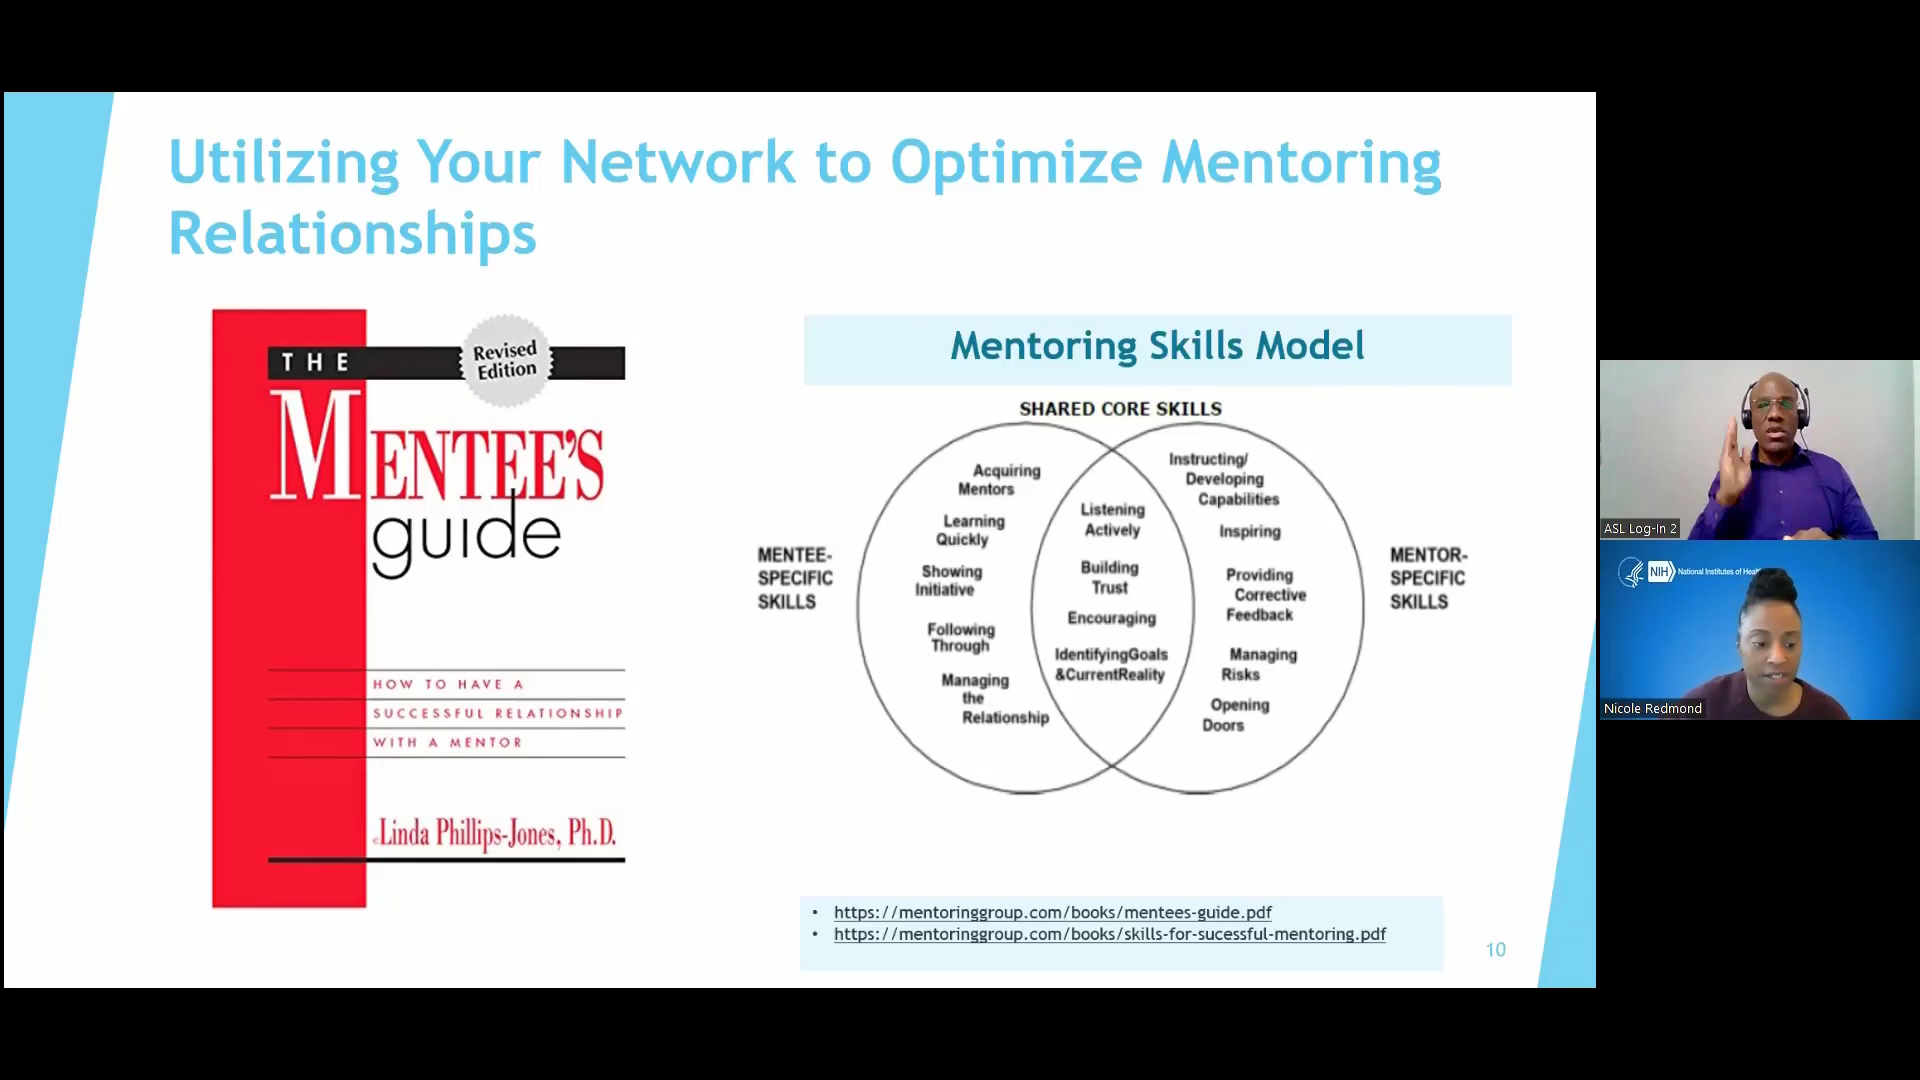 Utilizing Your Network to Optimize Mentoring
Relationships
THE
Revised
Edition
MENTEE'S
guide
HOW TO HAVE A
SUCCESSFUL RELATIONSHIP
WITH A MENTOR
Linda Phillips-Jones, Ph.D.
Mentoring Skills Model
SHARED CORE SKILLS
MENTEE-
SPECIFIC
SKILLS
Acquiring
Mentors
Learning
Quickly
Showing
Initiative
Following
Through
Managing
the
Relationship
Listening
Actively
Building
Trust
Encouraging
IdentifyingGoals
&CurrentReality
Instructing/
Developing
Capabilities
Inspiring
Providing
Corrective
Feedback
Managing
Risks
Opening
Doors
MENTOR-
SPECIFIC
SKILLS
• https://mentoringgroup.com/books/mentees-guide.pdf
• https://mentoringgroup.com/books/skills-for-sucessful-mentoring.pdf
10
ASL Log-In 2
NIH National Institutes of Heal
Nicole Redmond